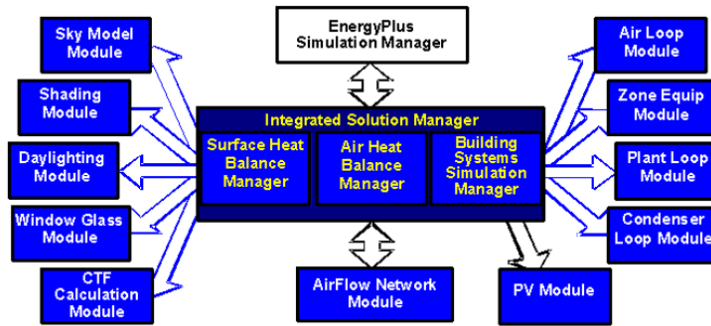 EnergyPlus
Simulation Manager
Sky Model
Module
Air Loop
Module
Shading
Module
Zone Equip
Module
Integrated Solution Manager
Surface Heat
Balance
Manager
Air Heat
Balance
Manager
Building
Systems
Simulation
Manager
Daylighting
Module
Plant Loop
Module
Window Glass
Module
Condenser
Loop Module
CTF
Calculation
Module
AirFlow Network
Module
PV Module